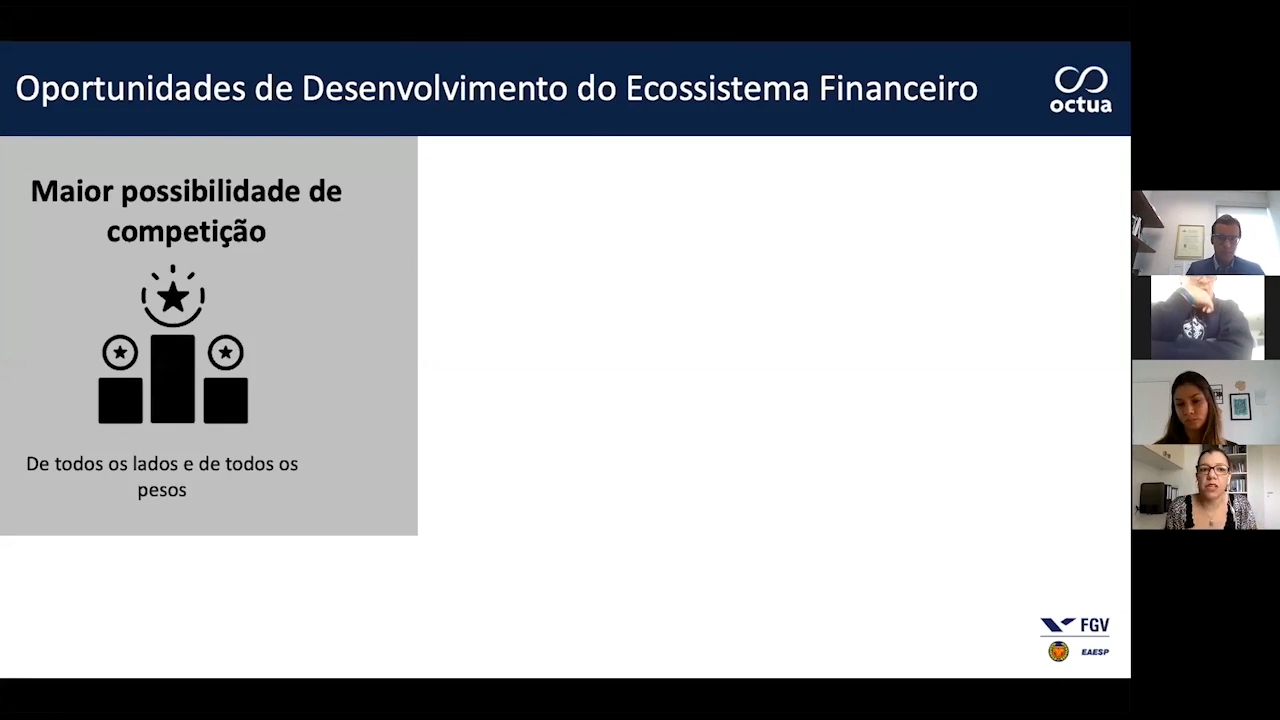 Oportunidades de Desenvolvimento do Ecossistema Financeiro
octua
Maior possibilidade de
competição
De todos os lados e de todos os
pesos
FGV
EAESP